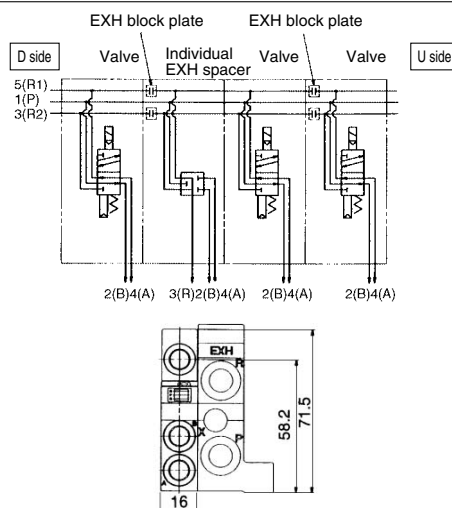 EXH block plate EXH block plate
D side Valve Individual EXH spacer Valve Valve U side
5(R1)
1(P)
3(R2)
2(B)4(A) 3(R)2(B)4(A) 2(B)4(A) 2(B)4(A)
EXH
R
X
P
A
58.2
71.5
16